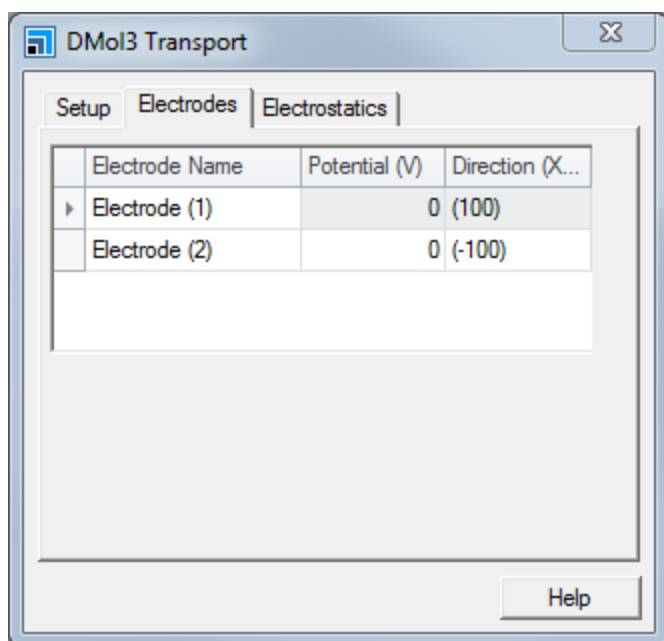 DMol3 Transport
Setup Electrodes Electrostatics
Electrode Name Potential (V) Direction (X...
Electrode (1) 0 (100)
Electrode (2) 0 (-100)
Help